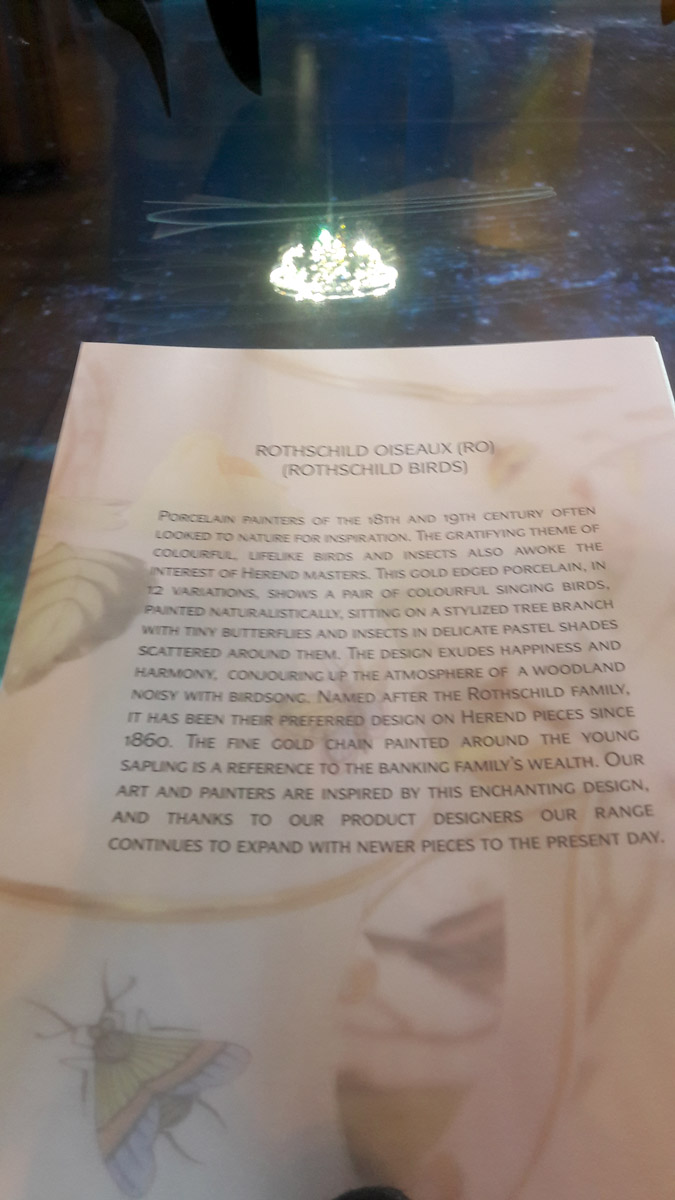 ROTHSCHILD OISEAUX (RO)
(ROTHSCHILD BIRDS)
PORCELAIN PAINTERS OF THE 18TH AND 19TH CENTURY OFTEN
LOOKED TO NATURE FOR INSPIRATION. THE GRATIFYING THEME OF
COLOURFUL, LIFELIKE BIRDS AND INSECTS ALSO AWOKE THE
INTEREST OF HEREND MASTERS. THIS GOLD EDGED PORCELAIN, IN
12 VARIATIONS, SHOWS A PAIR OF COLOURFUL SINGING BIRDS,
PAINTED NATURALISTICALLY, SITTING ON A STYLIZED TREE BRANCH
WITH TINY BUTTERFLIES AND INSECTS IN DELICATE PASTEL SHADES
SCATTERED AROUND THEM. THE DESIGN EXUDES HAPPINESS AND
HARMONY, CONJOURING UP THE ATMOSPHERE OF A WOODLAND
NOISY WITH BIRDSONG. NAMED AFTER THE ROTHSCHILD FAMILY,
IT HAS BEEN THEIR PREFERRED DESIGN ON HEREND PIECES SINCE
1860. THE FINE GOLD CHAIN PAINTED AROUND THE YOUNG
SAPLING IS A REFERENCE TO THE BANKING FAMILY'S WEALTH. OUR
ART AND PAINTERS ARE INSPIRED BY THIS ENCHANTING DESIGN,
AND THANKS TO OUR PRODUCT DESIGNERS OUR RANGE
CONTINUES TO EXPAND WITH NEWER PIECES TO THE PRESENT DAY.